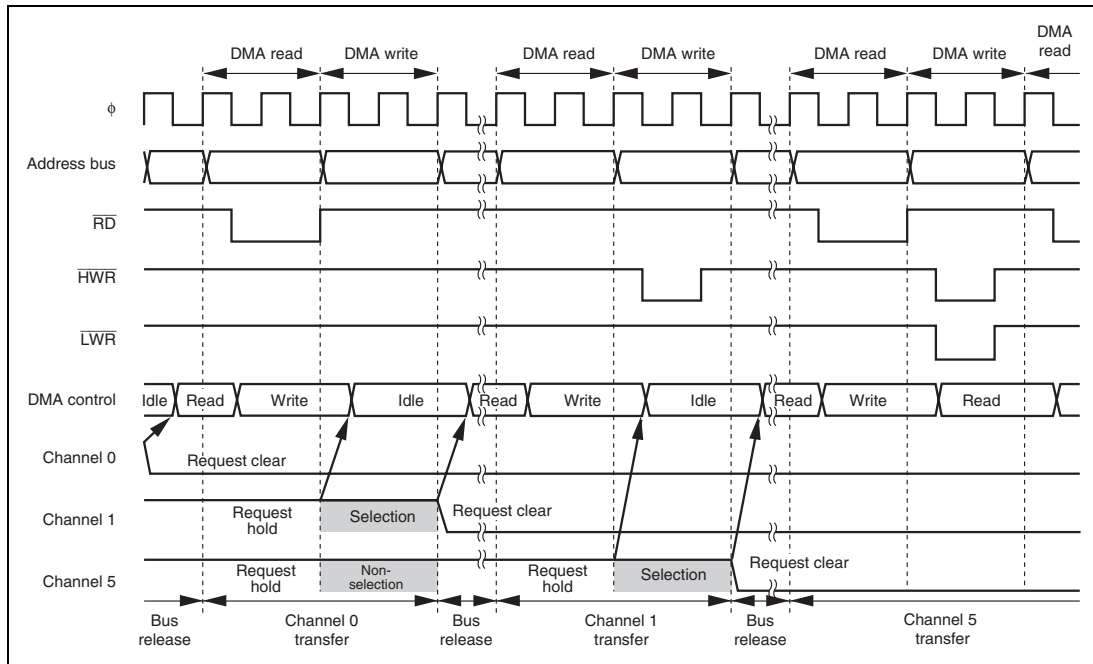 DMA read DMA write DMA read DMA write DMA read DMA write DMA read
ϕ
Address bus
RD
HWR
LWR
DMA control Idle Read Write Idle Read Write Idle Read Write Read
Channel 0 Request clear
Channel 1 Request hold Selection Request clear
Channel 5 Request hold Non-selection Request hold Selection Request clear
Bus release Channel 0 transfer Bus release Channel 1 transfer Bus release Channel 5 transfer